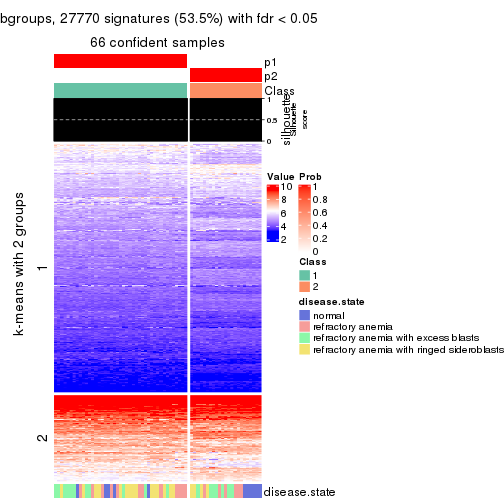 bgroups, 27770 signatures (53.5%) with fdr < 0.05
66 confident samples
p1
p2
Class
1
0.5
0
silhouette
Silhouette
score
k-means with 2 groups
1
2
Value
10
8
6
4
2
Prob
1
0.8
0.6
0.4
0.2
0
Class
1
2
disease.state
normal
refractory anemia
refractory anemia with excess blasts
refractory anemia with ringed sideroblasts
disease.state